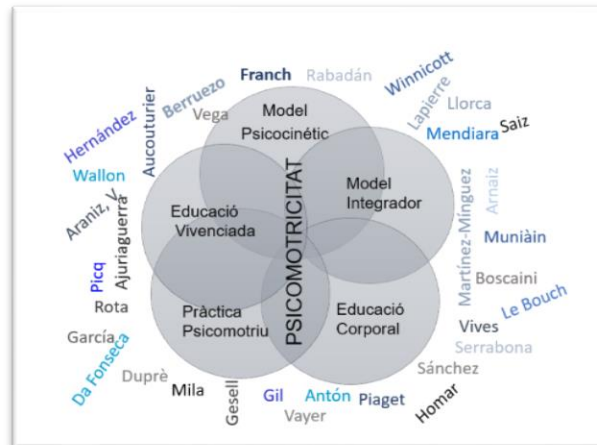 Franch
Rabadán
Winnicott
Berruezo
Vega
Lapierre
Llorca
Hernández
Aucouturier
Mendiara
Saiz
Model
Psicocinétic
Wallon
Model
Integrador
Arnaiz
Martínez-Mínguez
Araniz, V.
Ajuriaguerra
Educació
Vivenciada
PSICOMOTRICITAT
Muniàin
Picq
Boscaini
Rota
Pràctica
Psicomotriu
Educació
Corporal
Le Bouch
Vives
García
Serrabona
Da Fonseca
Duprè
Mila
Gesell
Gil
Antón
Piaget
Sánchez
Vayer
Homar